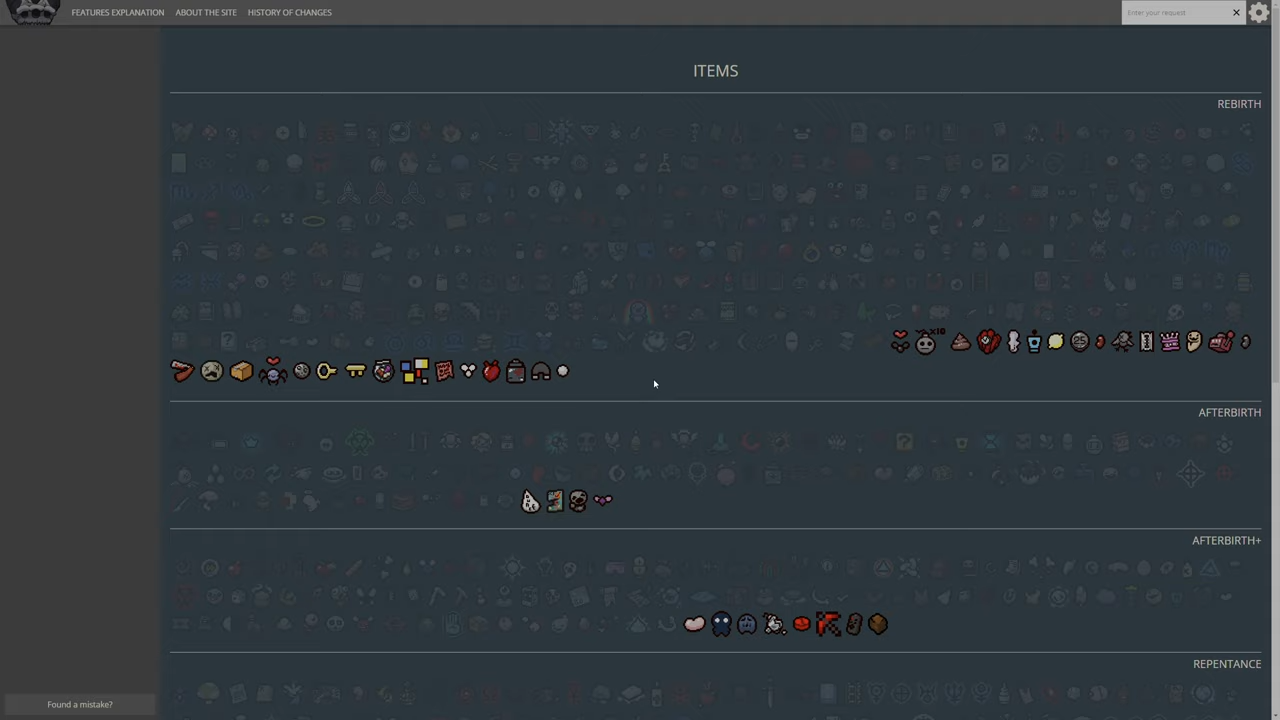 FEATURES EXPLANATION
ABOUT THE SITE
HISTORY OF CHANGES
Enter your request
ITEMS
REBIRTH
AFTERBIRTH
AFTERBIRTH+
REPENTANCE
Found a mistake?